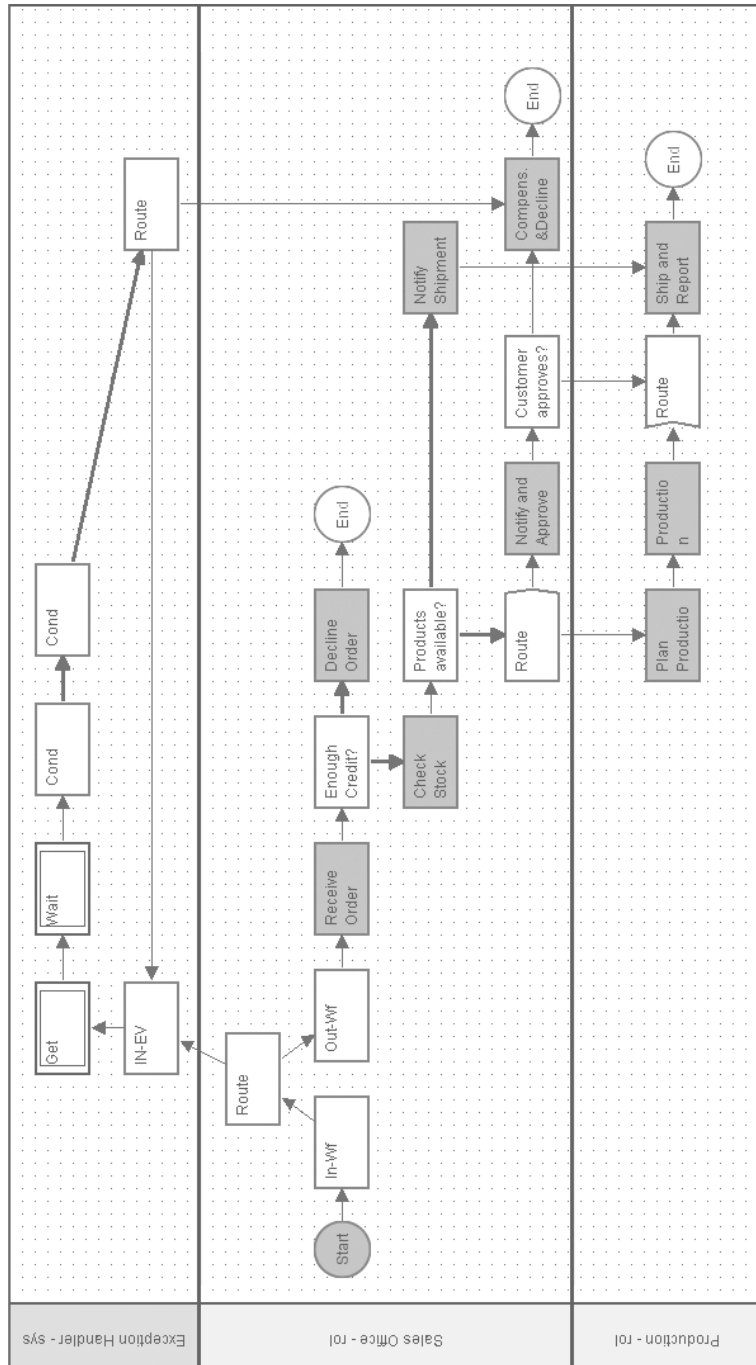 Exception Handler - sys
Get
Wait
Cond
Cond
IN-EV
Route
Sales Office - rol
Start
In-Wf
Route
Out-Wf
Receive
Order
Enough
Credit?
Decline
Order
End
Check
Stock
Products
available?
Notify
Shipment
Route
Notify and
Approve
Customer
approves?
Compens.
&Decline
End
Production - rol
Plan
Productio
Productio
n
Route
Ship and
Report
End